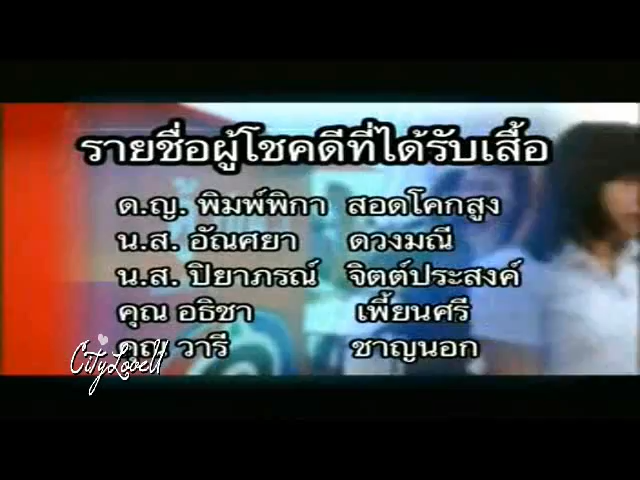 รายชื่อผู้โชคดีที่ได้รับเสื้อ
ด.ญ. พิมพ์พิกา สอดโคกสูง
น.ส. อัณศยา ดวงมณี
น.ส. ปิยาภรณ์ จิตต์ประสงค์
คุณ อธิชา เพี้ยนศรี
คุณ วารี ชาญนอก
CityLoveU